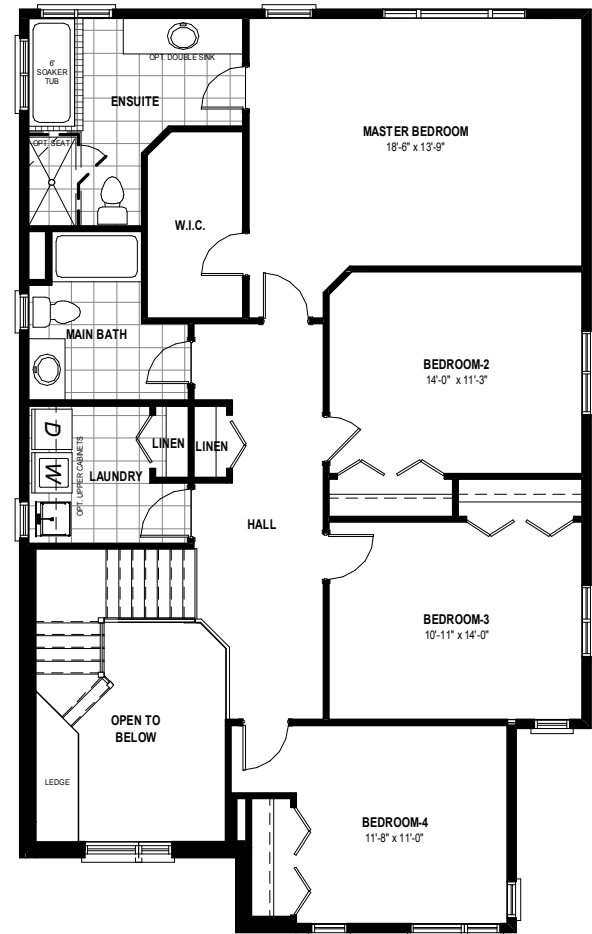 6'
SOAKER
TUB
OPT. DOUBLE SINK
ENSUITE
MASTER BEDROOM
18'-6" x 13'-9"
OPT. SEAT
W.I.C.
MAIN BATH
BEDROOM-2
14'-0" x 11'-3"
D
LINEN
LINEN
W
LAUNDRY
OPT. UPPER CABINETS
HALL
BEDROOM-3
10'-11" x 14'-0"
OPEN TO
BELOW
LEDGE
BEDROOM-4
11'-8" x 11'-0"